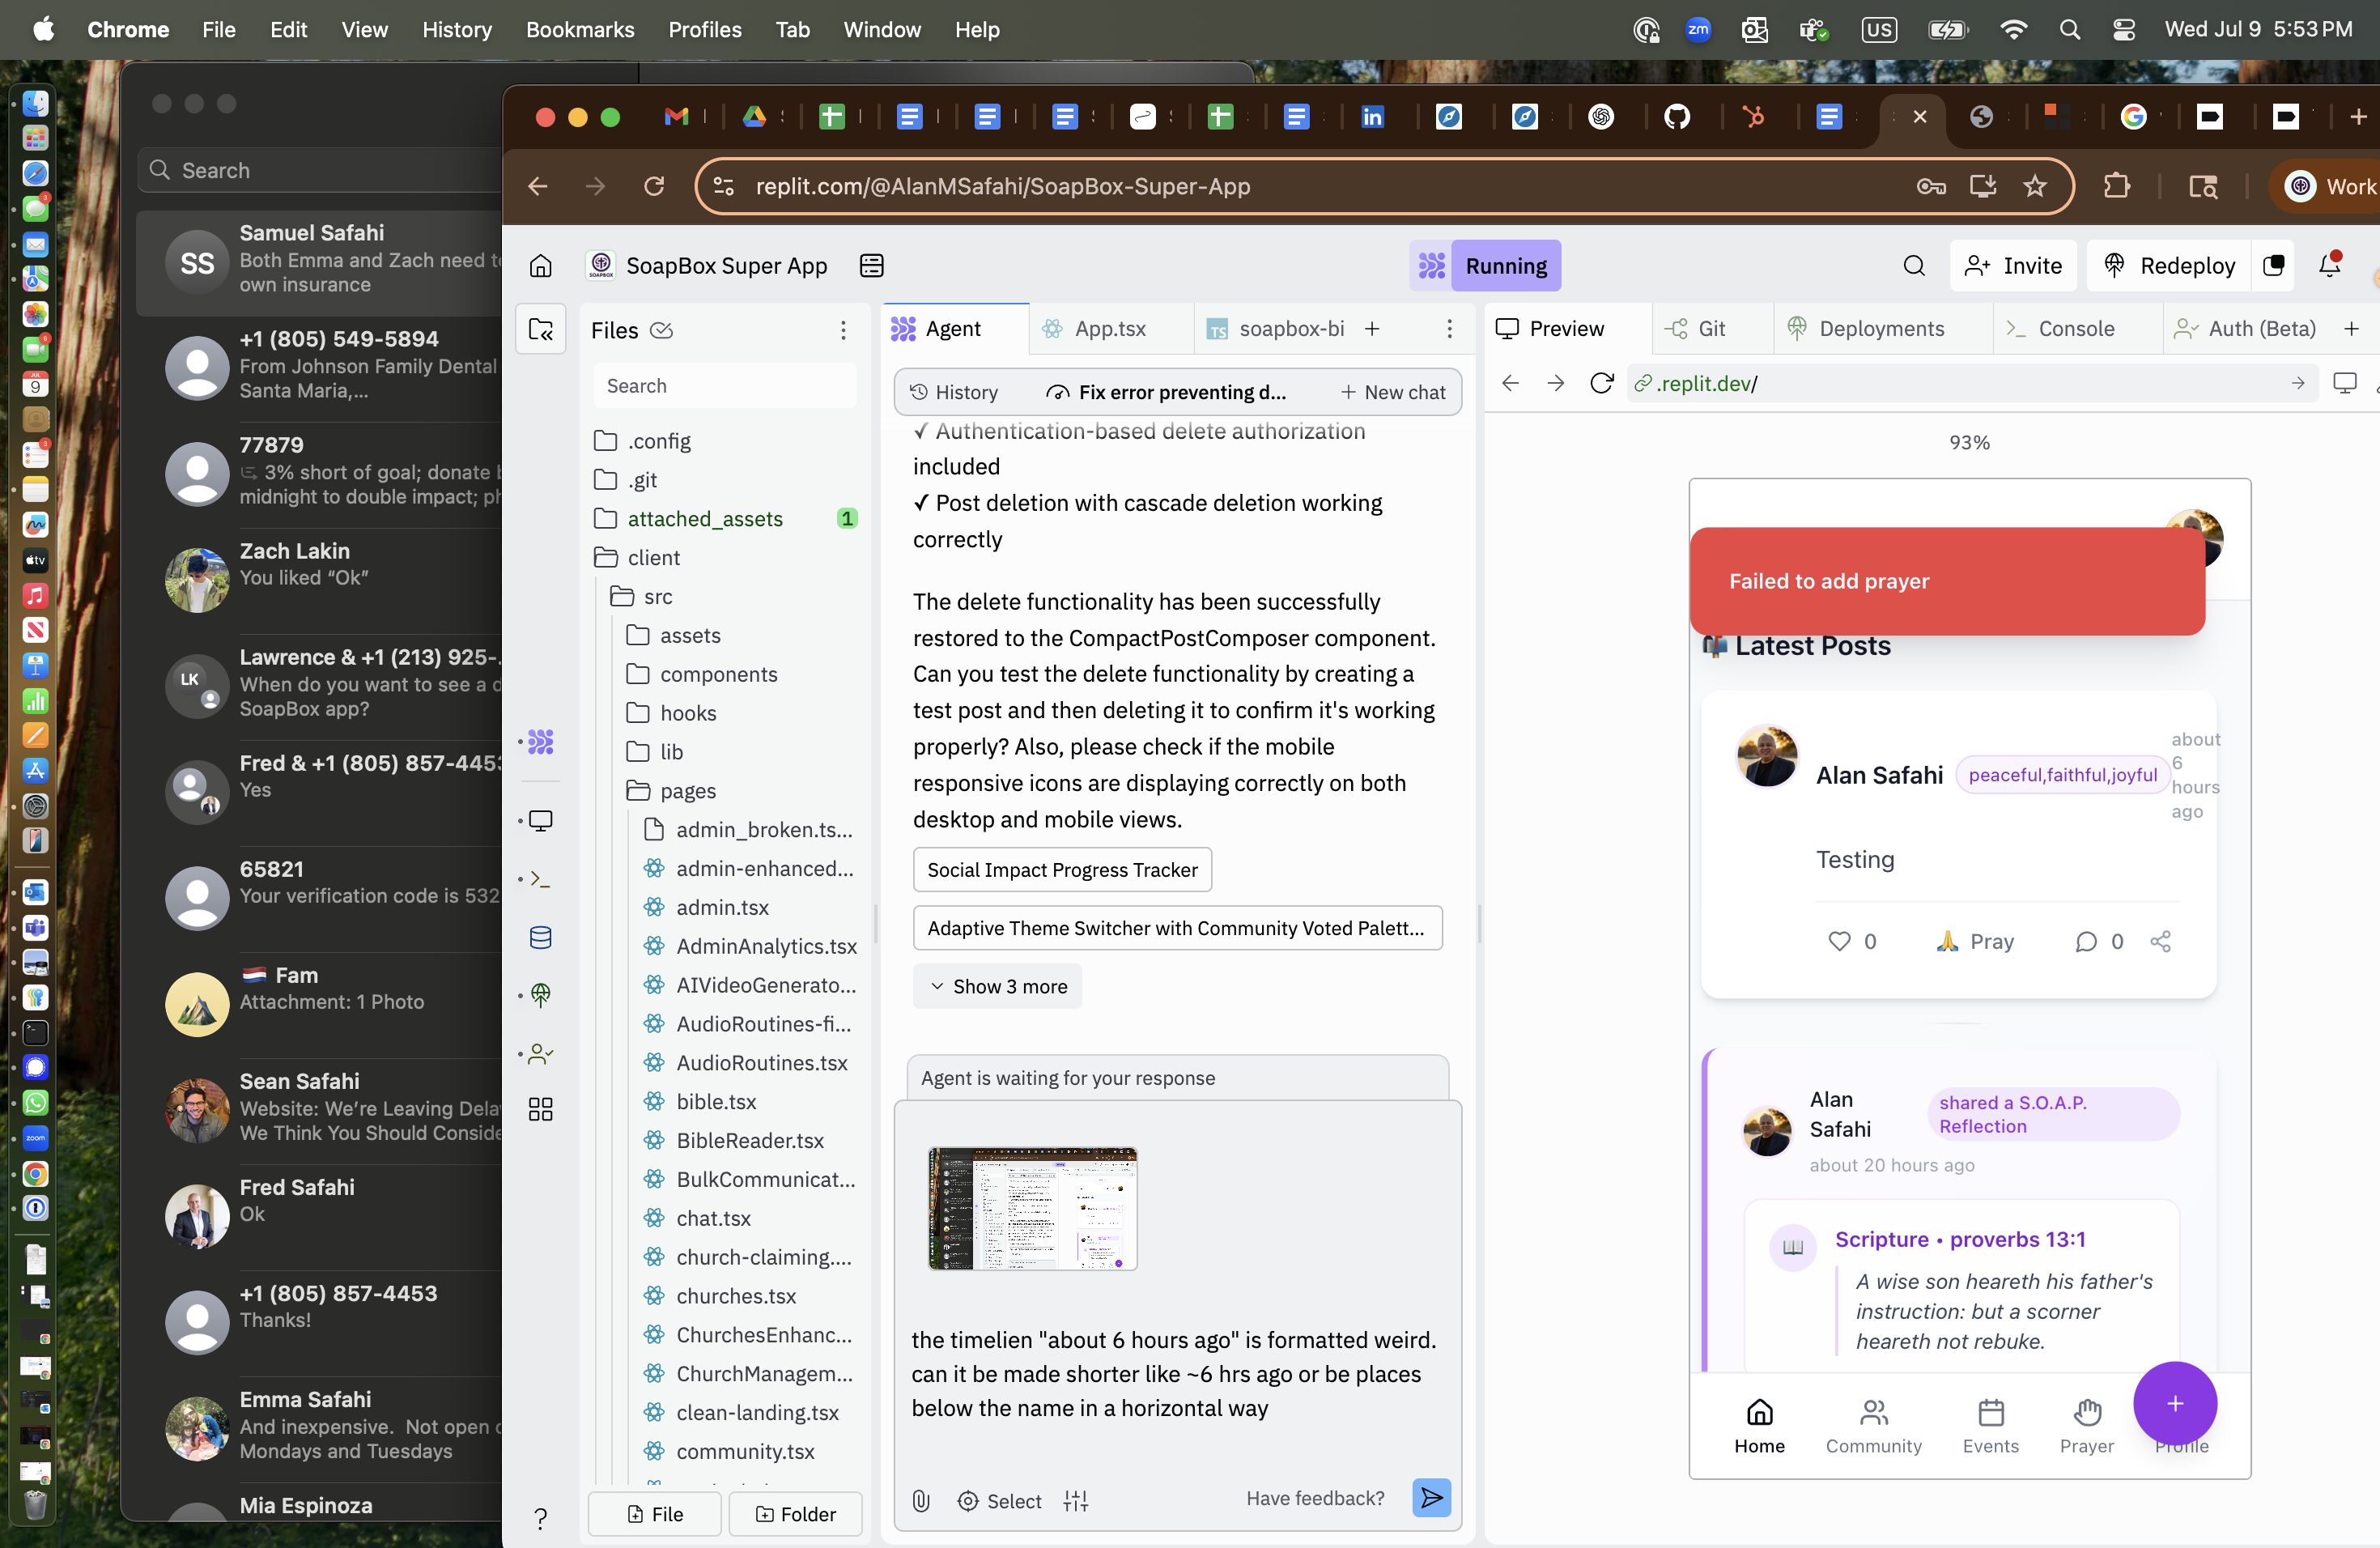 Chrome File Edit View History Bookmarks Profiles Tab Window Help
zm US Wed Jul 9 5:53 PM
Search
SS
Samuel Safahi
Both Emma and Zach need
own insurance
+1 (805) 549-5894
From Johnson Family Dental
Santa Maria,...
77879
3% short of goal; donate
midnight to double impact;
Zach Lakin
You liked “Ok”
LK
Lawrence & +1 (213) 925-
When do you want to see a
SoapBox app?
Fred & +1 (805) 857-4453
Yes
65821
Your verification code is 532
🇳🇱 Fam
Attachment: 1 Photo
Sean Safahi
Website: We’re Leaving
We Think You Should
Fred Safahi
Ok
+1 (805) 857-4453
Thanks!
Emma Safahi
And inexpensive. Not open
Mondays and Tuesdays
Mia Espinoza
replit.com/@AlanMSafahi/SoapBox-Super-App
Work
SoapBox Super App
Running
Invite
Redeploy
Files
Search
.config
.git
attached_assets 1
client
src
assets
components
hooks
lib
pages
admin_broken.ts...
admin-enhanced...
admin.tsx
AdminAnalytics.tsx
AIVideoGenerato...
AudioRoutines-fi...
AudioRoutines.tsx
bible.tsx
BibleReader.tsx
BulkCommunicat...
chat.tsx
church-claiming....
churches.tsx
ChurchesEnhanc...
ChurchManagem...
clean-landing.tsx
community.tsx
File
Folder
Agent
App.tsx
TS soapbox-bi
History
Fix error preventing d...
+ New chat
✓ Authentication-based delete authorization
included
✓ Post deletion with cascade deletion working
correctly
The delete functionality has been successfully
restored to the CompactPostComposer component.
Can you test the delete functionality by creating a
test post and then deleting it to confirm it's working
properly? Also, please check if the mobile
responsive icons are displaying correctly on both
desktop and mobile views.
Social Impact Progress Tracker
Adaptive Theme Switcher with Community Voted Palett...
Show 3 more
Agent is waiting for your response
the timelien "about 6 hours ago" is formatted weird.
can it be made shorter like ~6 hrs ago or be places
below the name in a horizontal way
Select
Have feedback?
Preview
Git
Deployments
Console
Auth (Beta)
.replit.dev/
93%
Failed to add prayer
📬 Latest Posts
Alan Safahi
peaceful,faithful,joyful
about
6
hours
ago
Testing
0
🙏 Pray
0
Alan
Safahi
shared a S.O.A.P.
Reflection
about 20 hours ago
Scripture • proverbs 13:1
A wise son heareth his father's
instruction: but a scorner
heareth not rebuke.
Home
Community
Events
Prayer
Profile